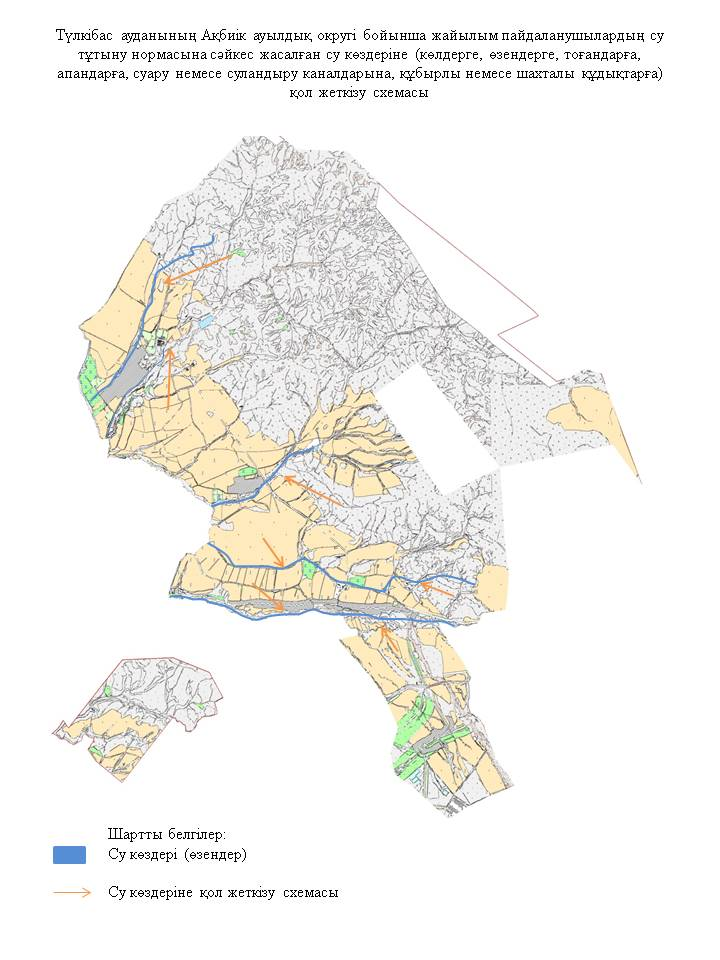 Түлкібас ауданының Ақбиік ауылдық округі бойынша жайылым пайдаланушылардың су
тұтыну нормасына сәйкес жасалған су көздеріне (көлдерге, өзендерге, тоғандарға,
апандарға, суару немесе суландыру каналдарына, құбырлы немесе шахталы құдықтарға)
қол жеткізу схемасы
Шартты белгілер:
Су көздері (өзендер)
Су көздеріне қол жеткізу схемасы